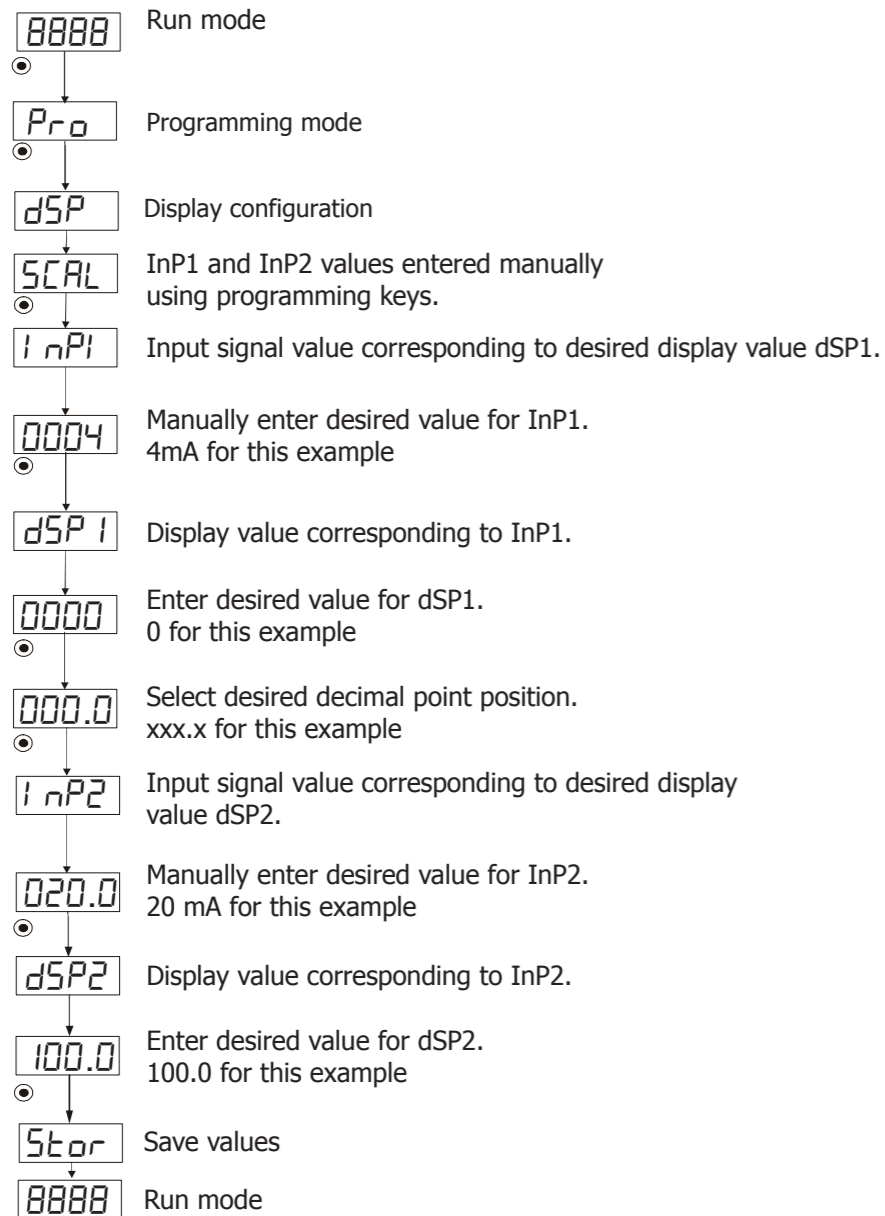 8888
Run mode
Pro
Programming mode
dSP
Display configuration
SCAL
InP1 and InP2 values entered manually
using programming keys.
InP1
Input signal value corresponding to desired display value dSP1.
0004
Manually enter desired value for InP1.
4mA for this example
dSP1
Display value corresponding to InP1.
0000
Enter desired value for dSP1.
0 for this example
000.0
Select desired decimal point position.
xxx.x for this example
InP2
Input signal value corresponding to desired display
value dSP2.
020.0
Manually enter desired value for InP2.
20 mA for this example
dSP2
Display value corresponding to InP2.
100.0
Enter desired value for dSP2.
100.0 for this example
Stor
Save values
8888
Run mode